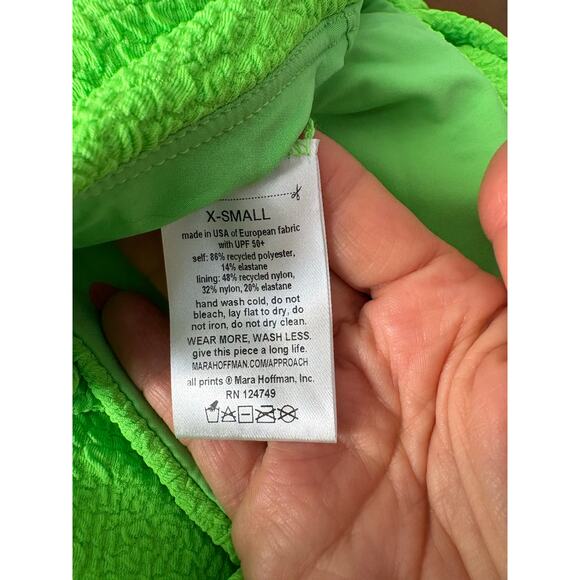 X-SMALL
made in USA of European fabric
with UPF 50+
self: 86% recycled polyester,
14% elastane
lining: 48% recycled nylon,
32% nylon, 20% elastane
hand wash cold, do not
bleach, lay flat to dry, do
not iron, do not dry clean.
WEAR MORE, WASH LESS.
give this piece a long life.
MARAHOFFMAN.COM/APPROACH
all prints ® Mara Hoffman, Inc.
RN 124749